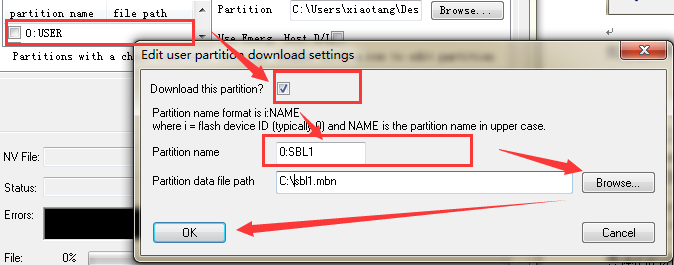 partition name
file path
Partition
C:\Users\xiaotang\Des
Browse...
0:USER
Use Emerg. Host D/L
Partitions with a ch
Edit user partition download settings
Download this partition?
Partition name format is i:NAME
where i = flash device ID (typically 0) and NAME is the partition name in upper case.
NV File:
Partition name
0:SBL1
Status:
Partition data file path
C:\sbl1.mbn
Browse...
Errors:
OK
Cancel
File:
0%